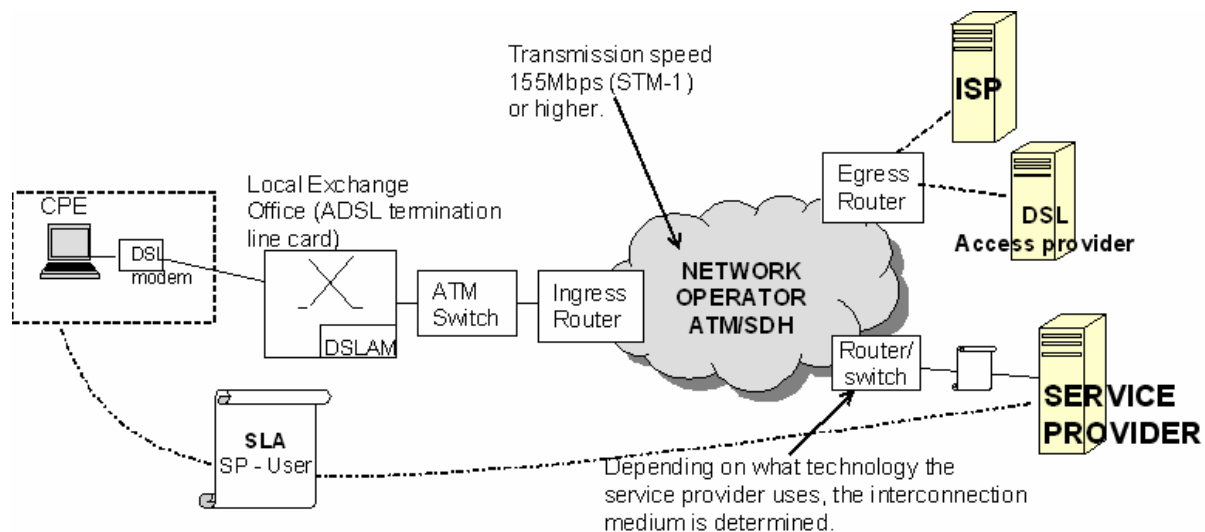 Transmission speed
155Mbps (STM-1)
or higher.
ISP
Egress
Router
DSL
Access provider
Local Exchange
Office (ADSL termination
line card)
CPE
DSL
modem
DSLAM
ATM
Switch
Ingress
Router
NETWORK
OPERATOR
ATM/SDH
Router/
switch
SERVICE
PROVIDER
SLA
SP - User
Depending on what technology the
service provider uses, the interconnection
medium is determined.